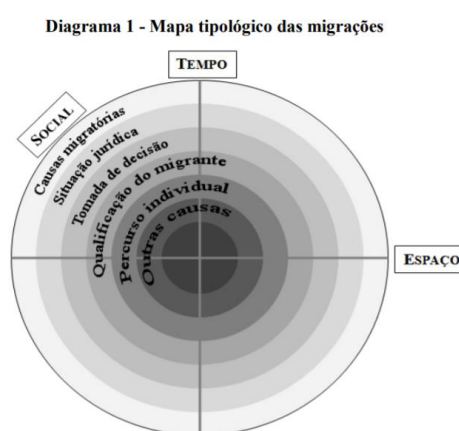 Diagrama 1 - Mapa tipológico das migrações
TEMPO
SOCIAL
Causas migratórias
Situação jurídica
Tomada de decisão
Qualificação do migrante
Percurso individual
Outras causas
ESPAÇO